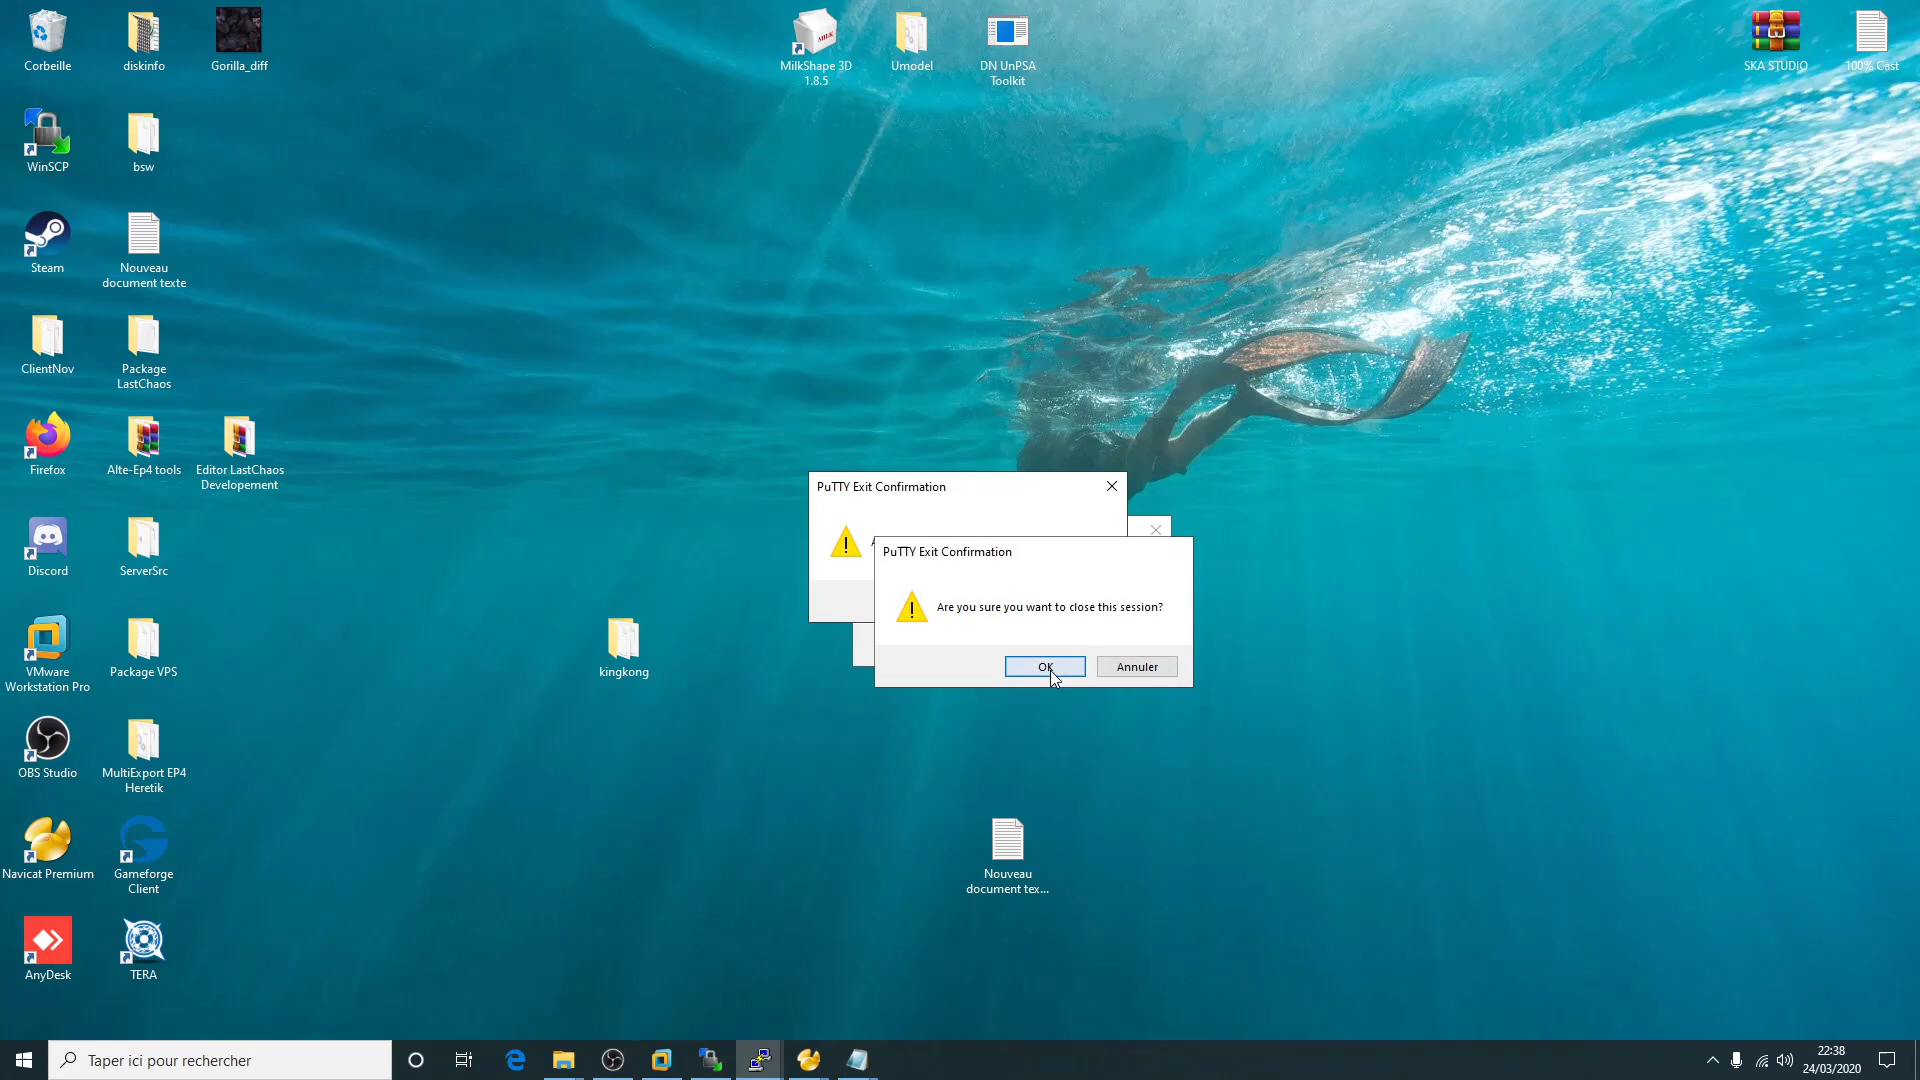 Corbeille
diskinfo
Gorilla_diff
MilkShape 3D
1.8.5
MILK
Umodel
DN UnPSA
Toolkit
SKA STUDIO
100% Cast
WinSCP
bsw
Steam
Nouveau
document texte
ClientNov
Package
LastChaos
Firefox
Alte-Ep4 tools
Editor LastChaos
Developement
PuTTY Exit Confirmation
PuTTY Exit Confirmation
Are you sure you want to close this session?
OK
Annuler
Discord
ServerSrc
VMware
Workstation Pro
Package VPS
kingkong
OBS Studio
MultiExport EP4
Heretik
Navicat Premium
Gameforge
Client
Nouveau
document tex...
AnyDesk
TERA
Taper ici pour rechercher
22:38
24/03/2020